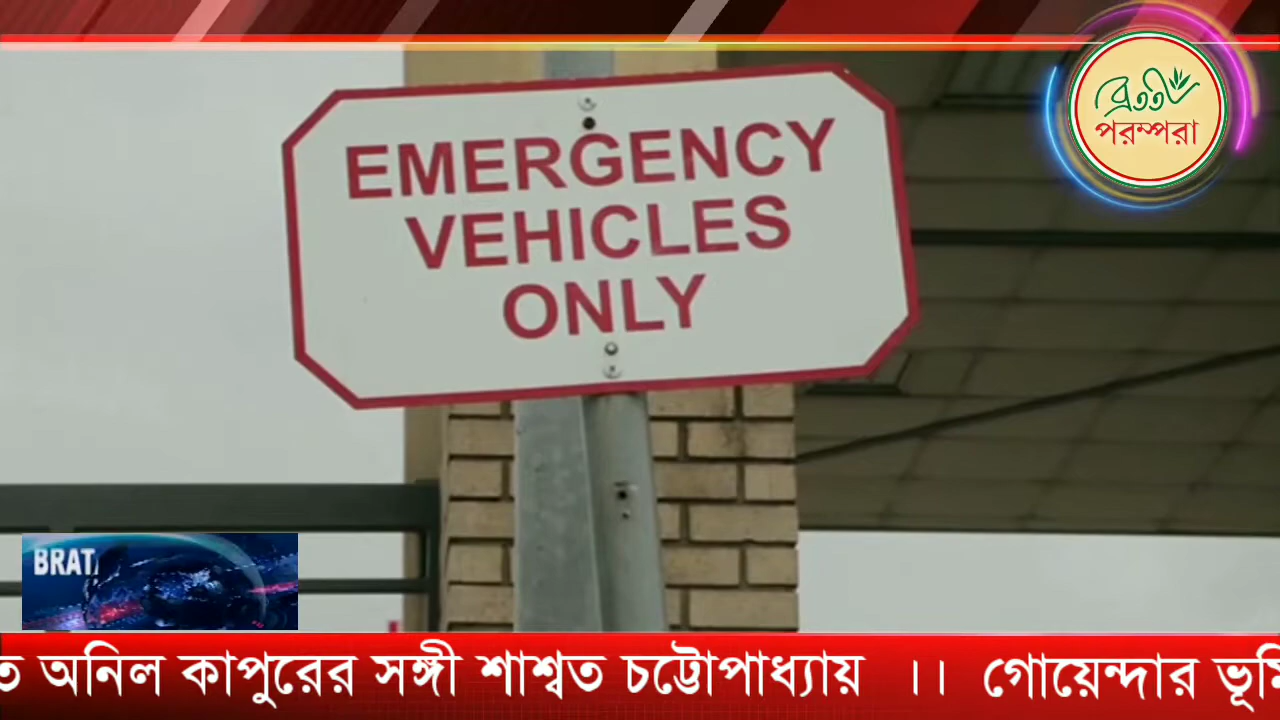 ব্রততী
পরম্পরা
EMERGENCY
VEHICLES
ONLY
BRAT
অনিল কাপুরের সঙ্গী শাশ্বত চট্টোপাধ্যায় ।। গোয়েন্দার